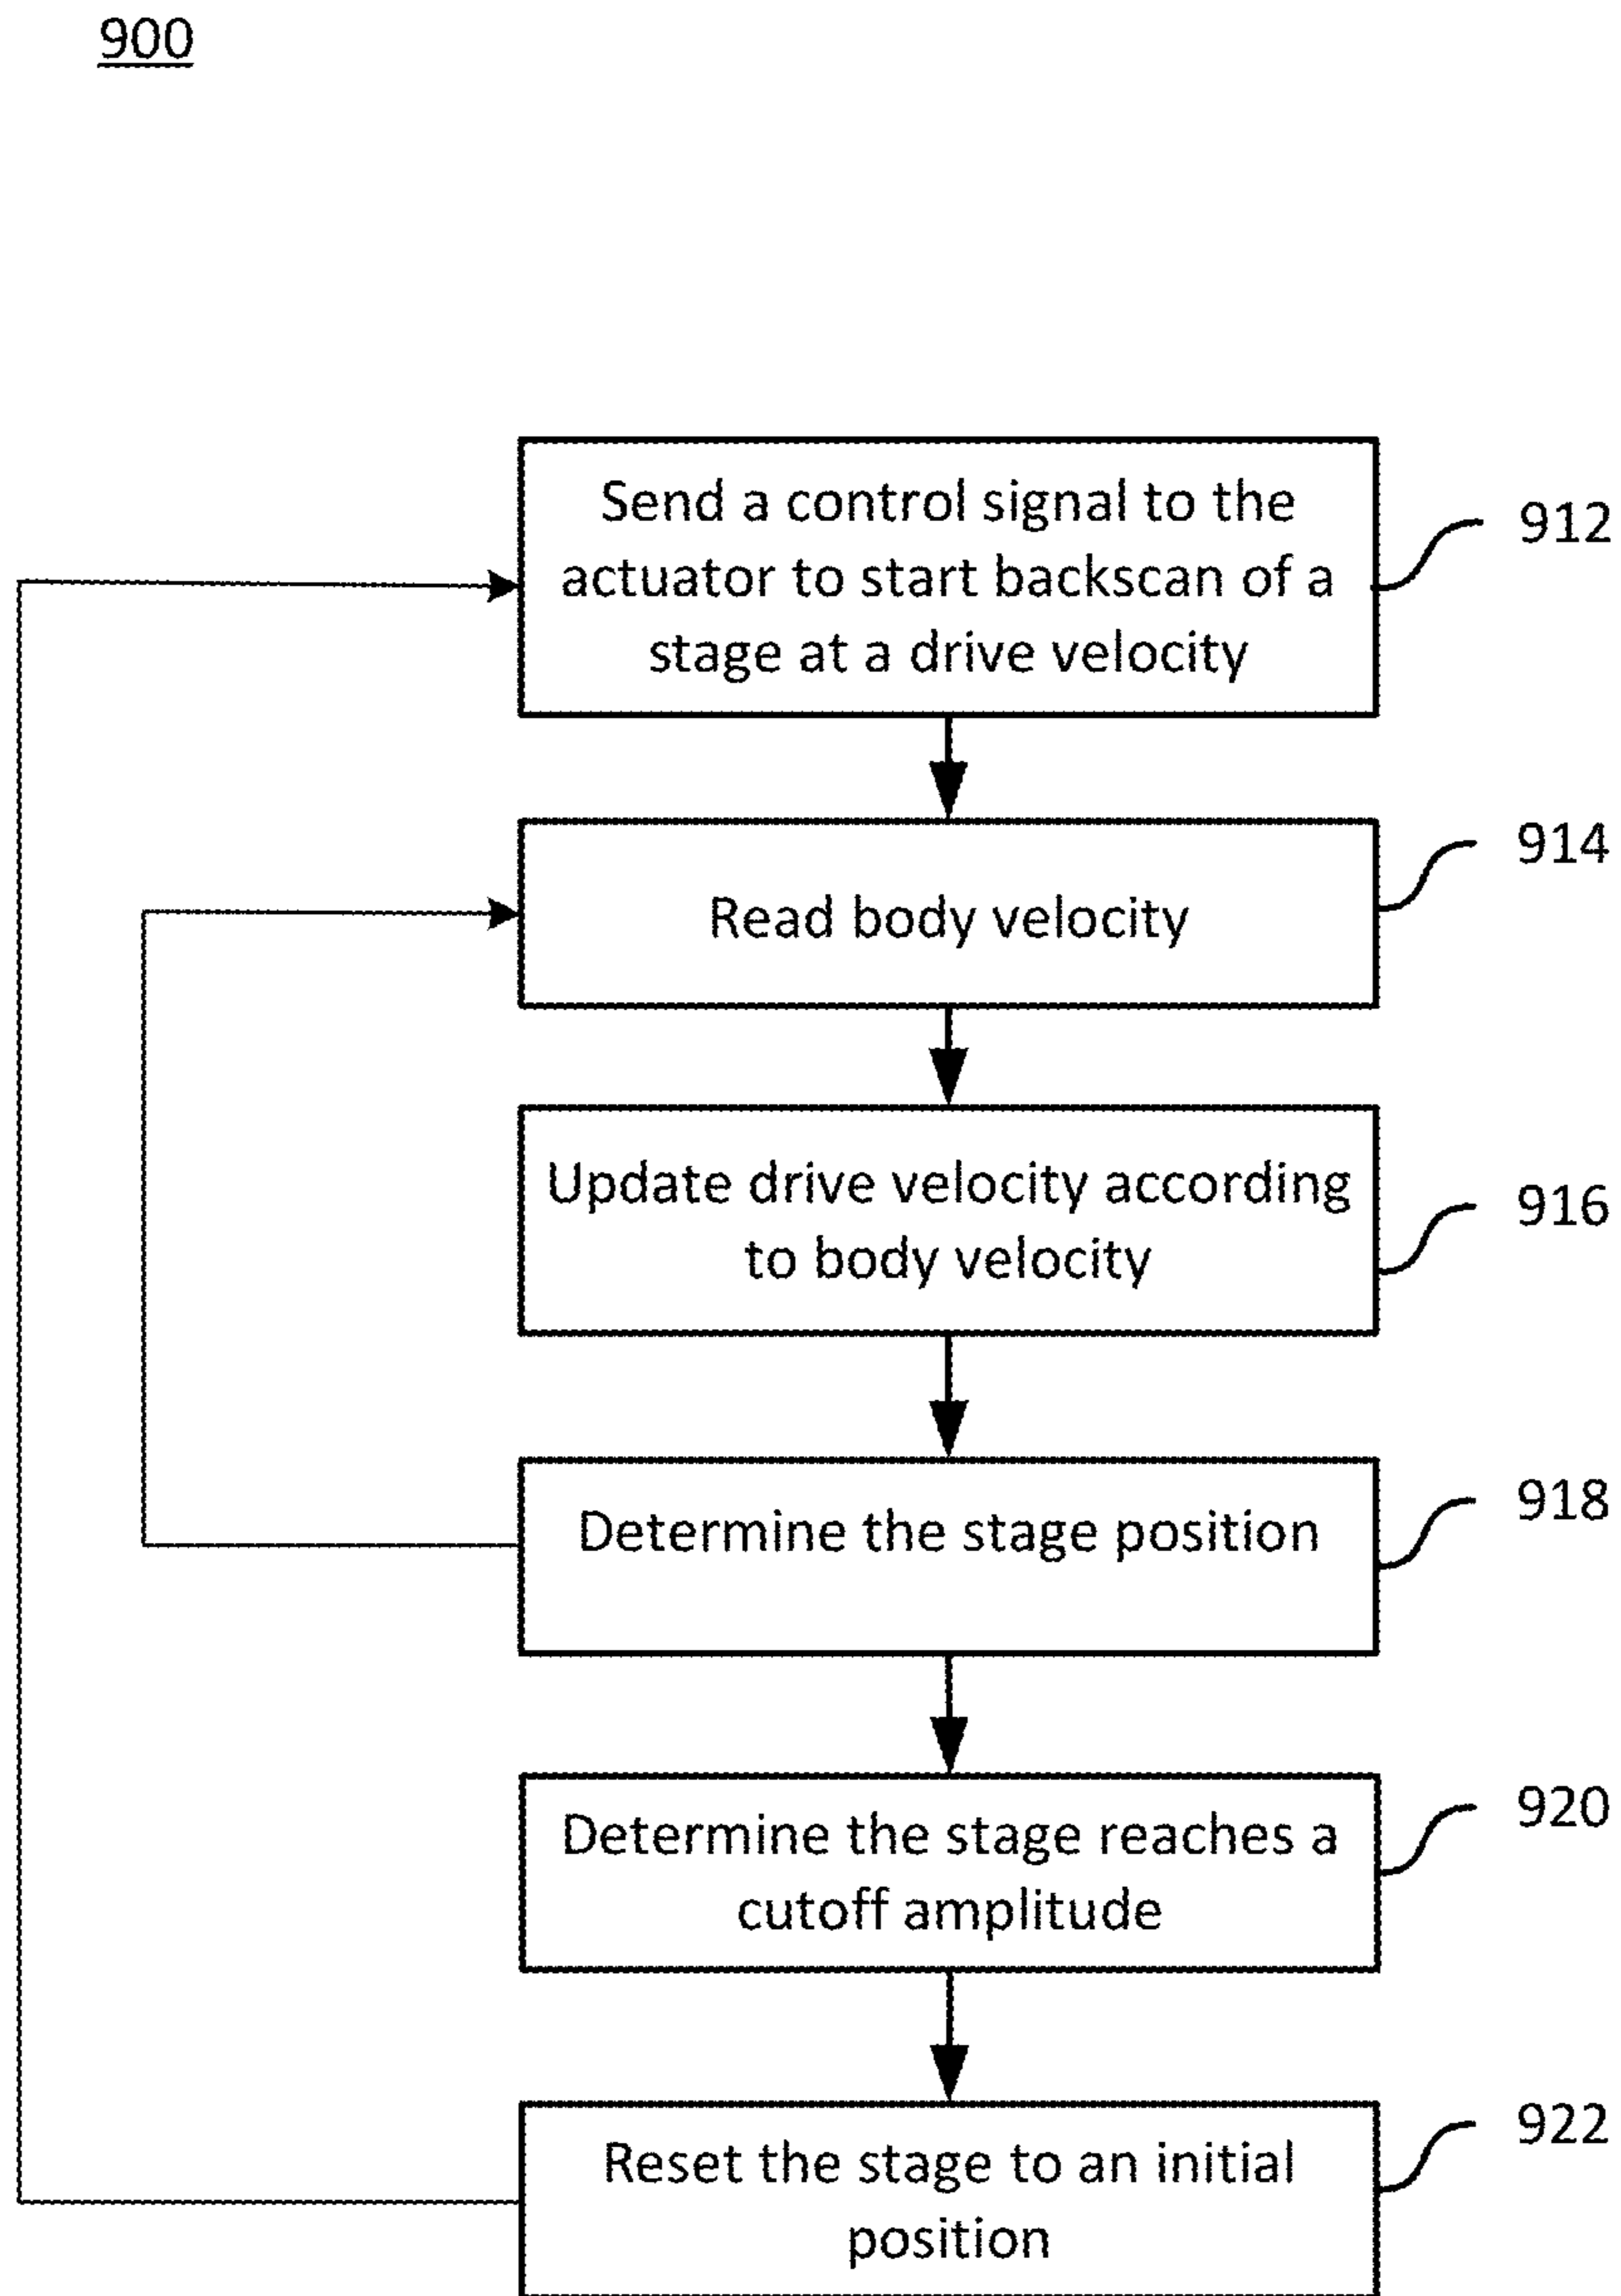 900
Send a control signal to the
actuator to start backscan of a
stage at a drive velocity
912
Read body velocity
914
Update drive velocity according
to body velocity
916
Determine the stage position
918
Determine the stage reaches a
cutoff amplitude
920
Reset the stage to an initial
position
922